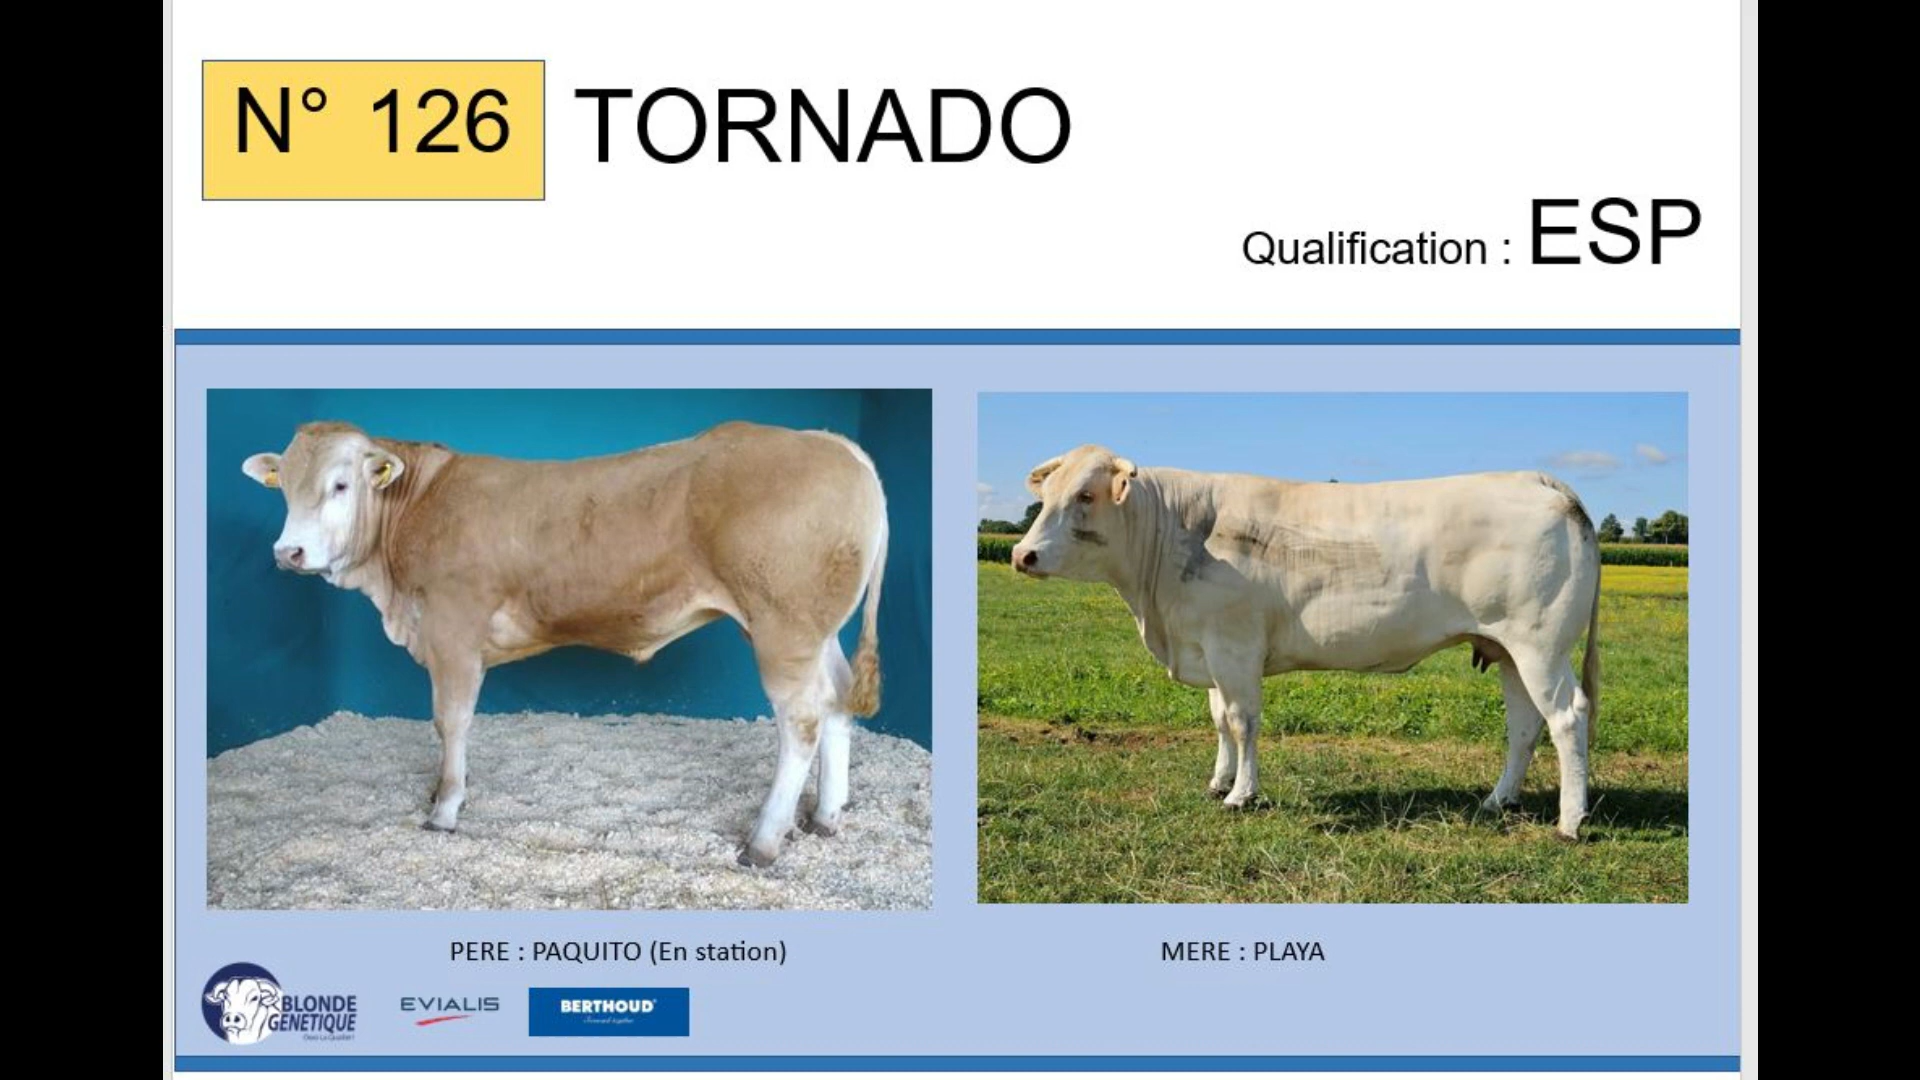 N° 126
TORNADO
Qualification : ESP
PERE : PAQUITO (En station)
MERE : PLAYA
BLONDE
GENETIQUE
EVIALIS
BERTHOUD